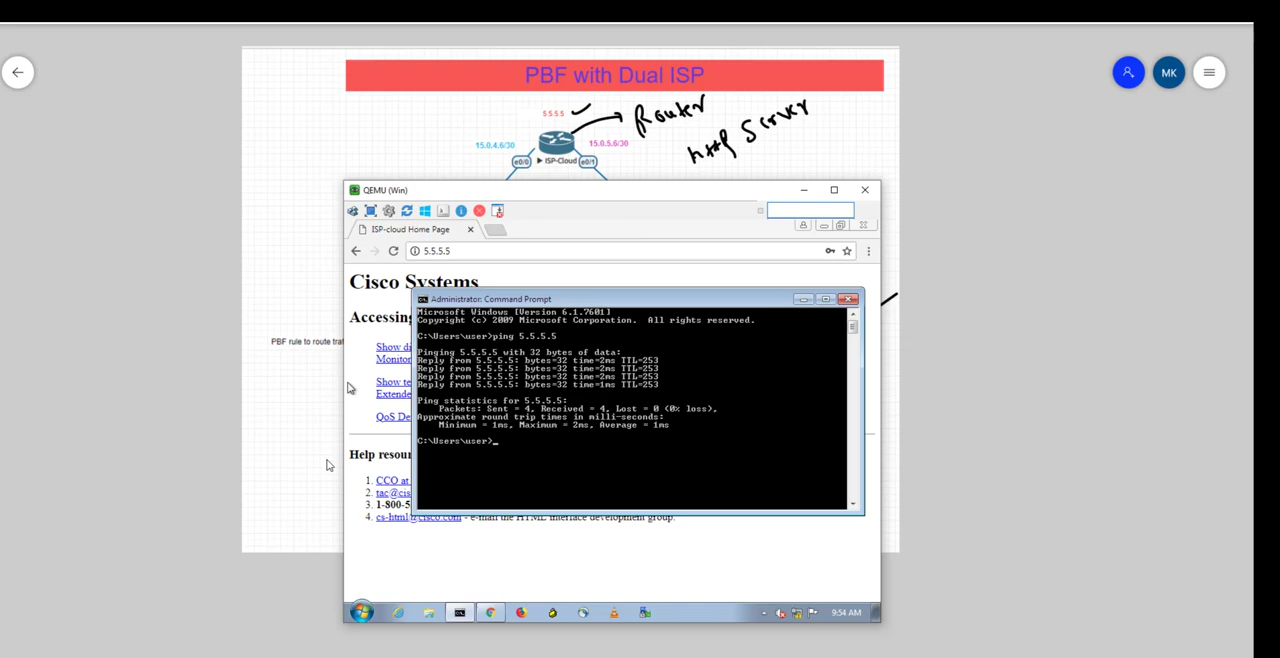 PBF with Dual ISP
5.5.5.5
Router
http Server
15.0.4.6/30
15.0.5.6/30
e0/0
ISP-Cloud
e0/1
MK
QEMU (Win)
ISP-cloud Home Page
5.5.5.5
Cisco Systems
Accessing
Show di
Monitor
Show te
Extende
QoS De
Help resour
1. CCO at
2. tac@cis
3. 1-800-5
4. cs-html@cisco.com - e-mail the HTML interface development group.
PBF rule to route traf
Administrator: Command Prompt
Microsoft Windows [Version 6.1.7601]
Copyright (c) 2009 Microsoft Corporation. All rights reserved.
C:\Users\user>ping 5.5.5.5
Pinging 5.5.5.5 with 32 bytes of data:
Reply from 5.5.5.5: bytes=32 time=2ms TTL=253
Reply from 5.5.5.5: bytes=32 time=2ms TTL=253
Reply from 5.5.5.5: bytes=32 time=2ms TTL=253
Reply from 5.5.5.5: bytes=32 time=1ms TTL=253
Ping statistics for 5.5.5.5:
Packets: Sent = 4, Received = 4, Lost = 0 (0% loss),
Approximate round trip times in milli-seconds:
Minimum = 1ms, Maximum = 2ms, Average = 1ms
C:\Users\user>_
9:54 AM